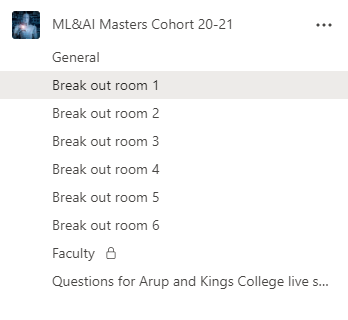 ML&AI Masters Cohort 20-21
General
Break out room 1
Break out room 2
Break out room 3
Break out room 4
Break out room 5
Break out room 6
Faculty
Questions for Arup and Kings College live s...